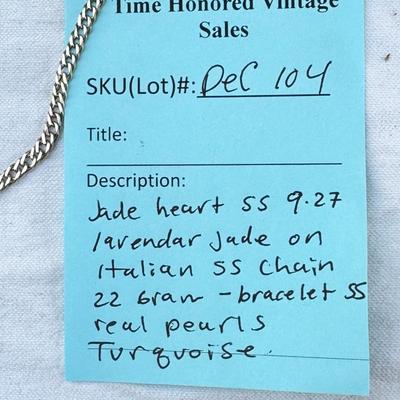 Time Honored Vintage
Sales
SKU(Lot)#: Dec 104
Title:
Description:
Jade heart SS 9.27
lavendar Jade on
Italian SS Chain
22 Gram - bracelet SS
real pearls
Turquoise.